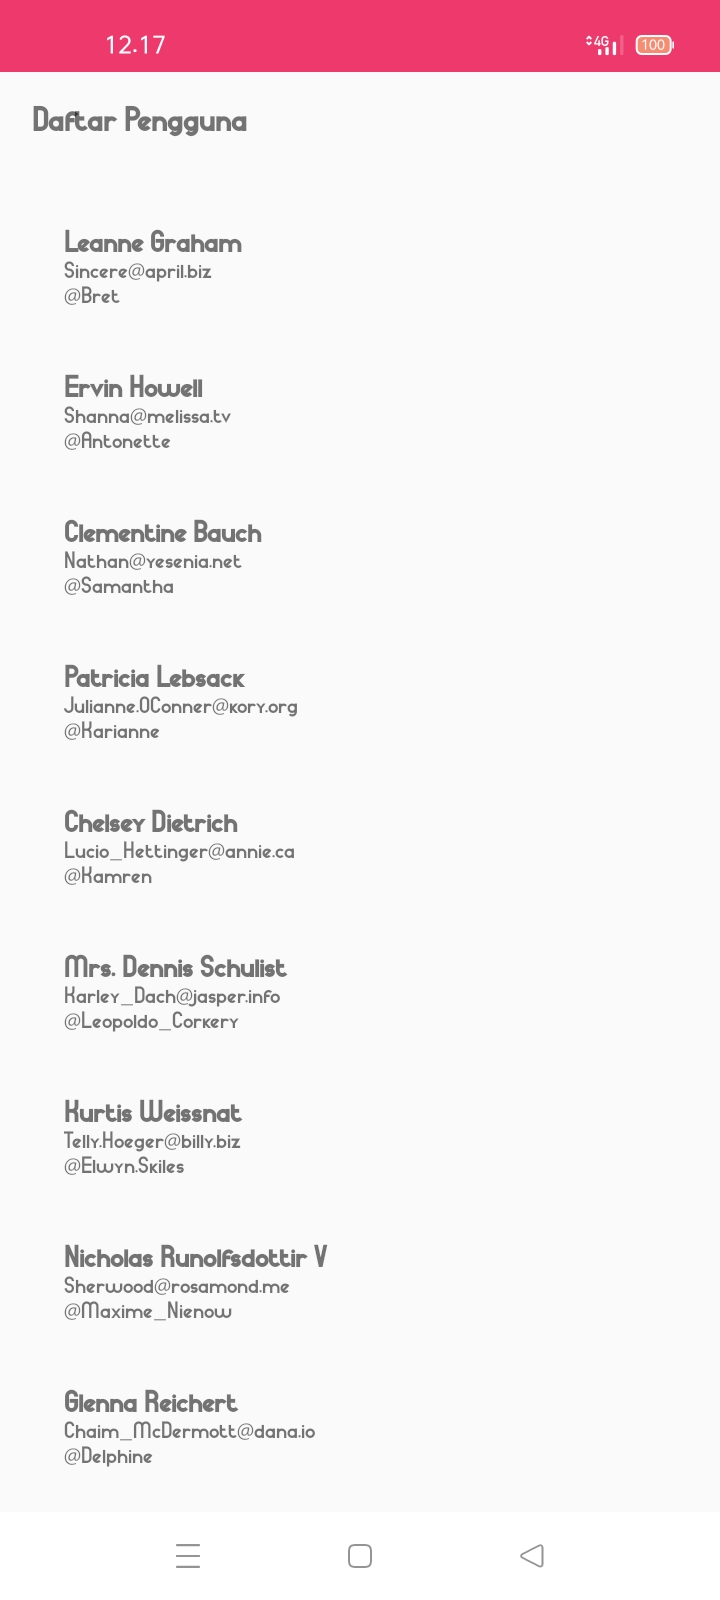 12.17
4G
100
Daftar Pengguna
Leanne Graham
Sincere@april.biz
@Bret
Ervin Howell
Shanna@melissa.tv
@Antonette
Clementine Bauch
Nathan@yesenia.net
@Samantha
Patricia Lebsack
Julianne.OConner@kory.org
@Karianne
Chelsey Dietrich
Lucio_Hettinger@annie.ca
@Kamren
Mrs. Dennis Schulist
Karley_Dach@jasper.info
@Leopoldo_Corkery
Kurtis Weissnat
Telly.Hoeger@billy.biz
@Elwyn.Skiles
Nicholas Runolfsdottir V
Sherwood@rosamond.me
@Maxime_Nienow
Glenna Reichert
Chaim_McDermott@dana.io
@Delphine